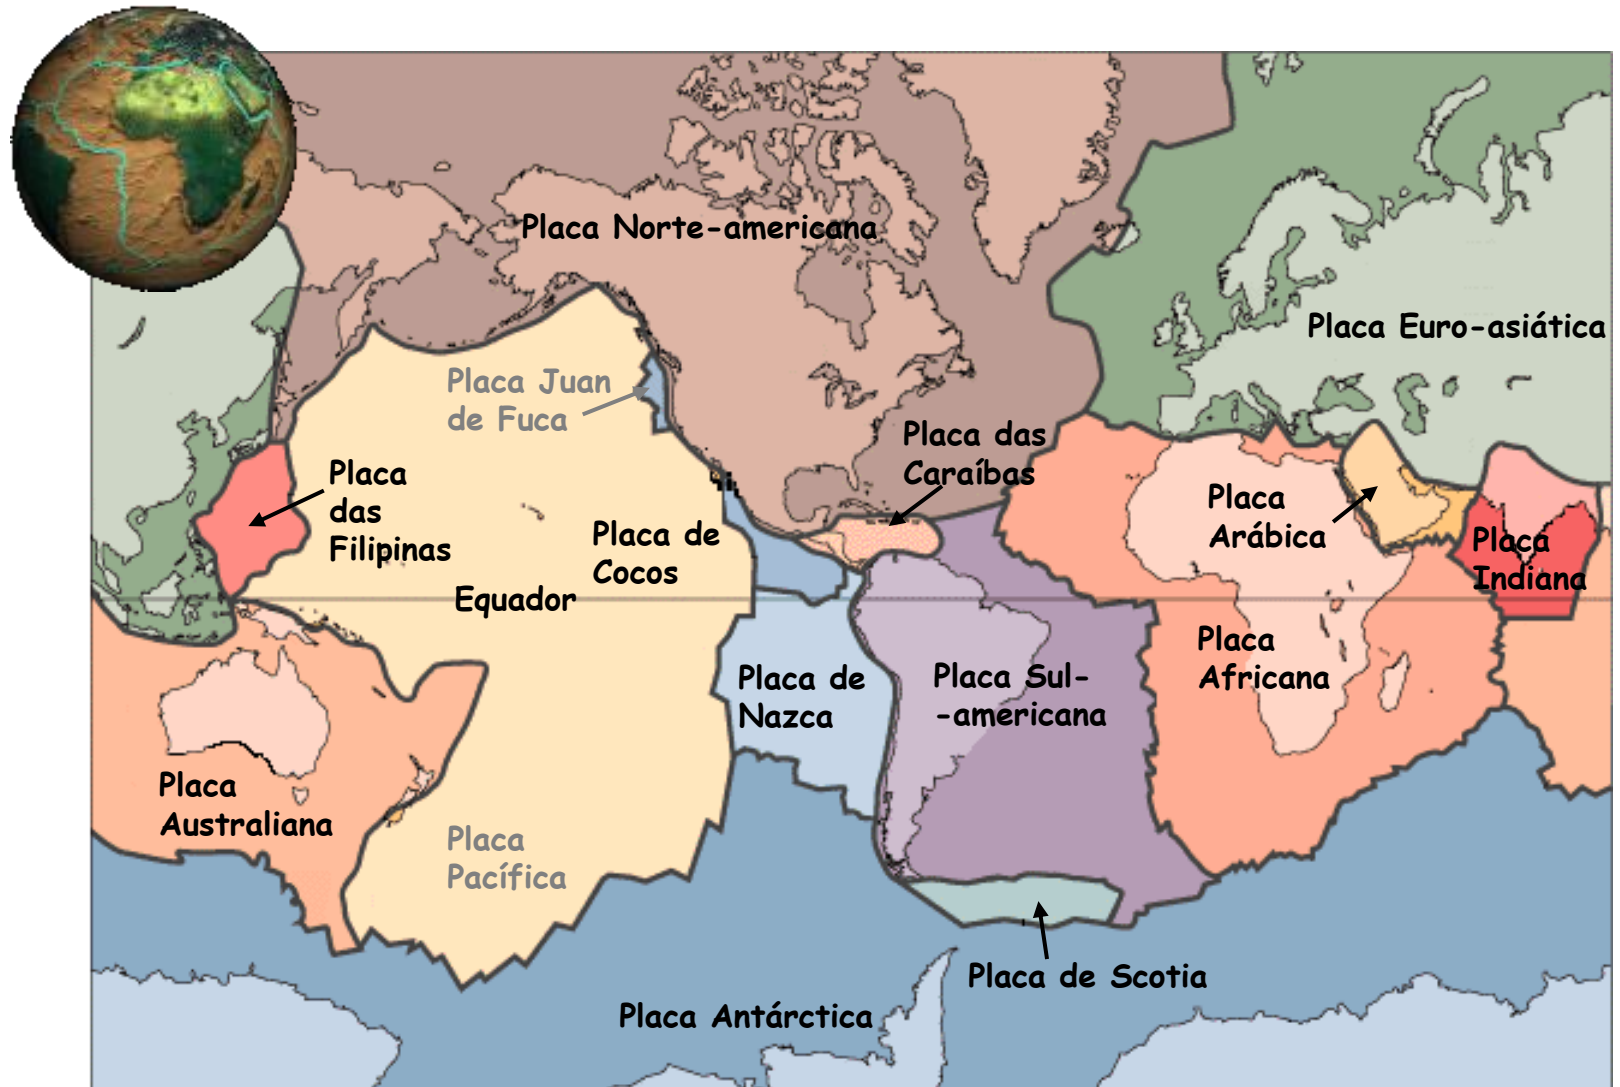 Placa Norte-americana
Placa Euro-asiática
Placa Juan
de Fuca
Placa das
Caraíbas
Placa
das
Filipinas
Placa de
Cocos
Placa
Arábica
Placa
Indiana
Equador
Placa
Africana
Placa de
Nazca
Placa Sul-
-americana
Placa
Australiana
Placa
Pacífica
Placa de Scotia
Placa Antárctica